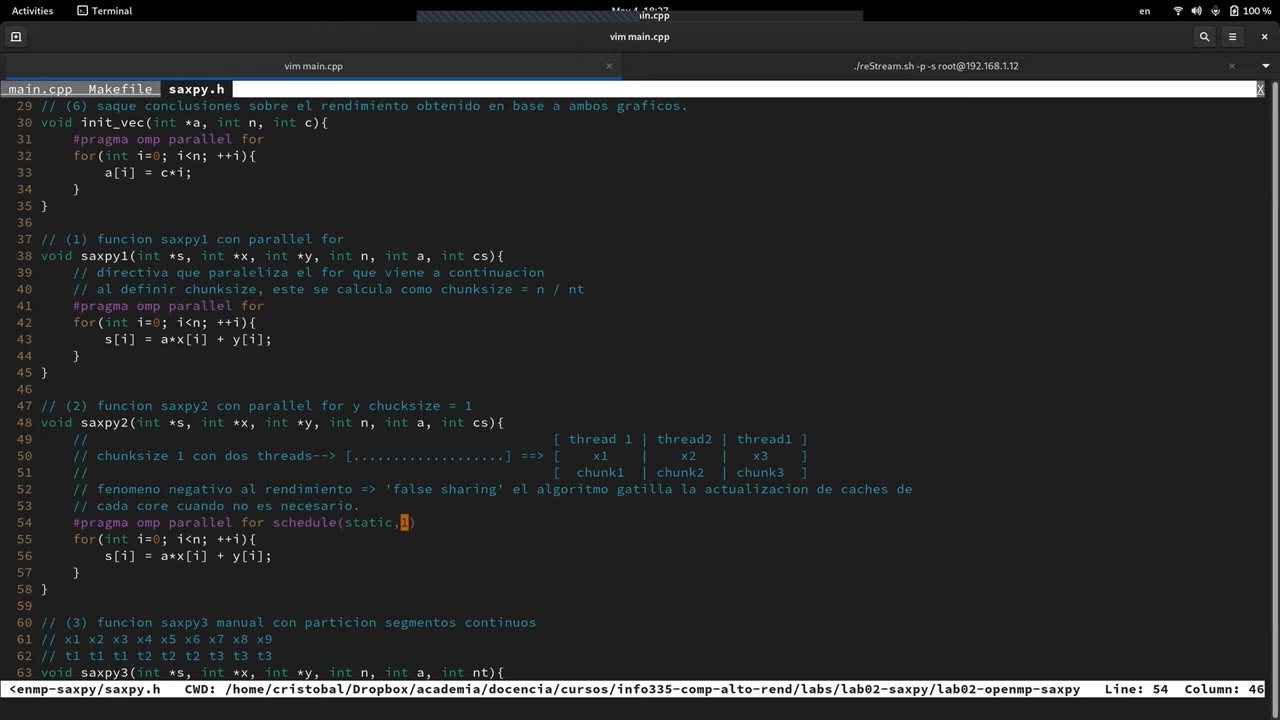 Activities Terminal en 100 %
in.cpp
vim main.cpp
vim main.cpp × ./reStream.sh -p -s root@192.168.1.12 ×
main.cpp Makefile saxpy.h X
29 // (6) saque conclusiones sobre el rendimiento obtenido en base a ambos graficos.
30 void init_vec(int *a, int n, int c){
31 #pragma omp parallel for
32 for(int i=0; i<n; ++i){
33 a[i] = c*i;
34 }
35 }
36
37 // (1) funcion saxpy1 con parallel for
38 void saxpy1(int *s, int *x, int *y, int n, int a, int cs){
39 // directiva que paraleliza el for que viene a continuacion
40 // al definir chunksize, este se calcula como chunksize = n / nt
41 #pragma omp parallel for
42 for(int i=0; i<n; ++i){
43 s[i] = a*x[i] + y[i];
44 }
45 }
46
47 // (2) funcion saxpy2 con parallel for y chucksize = 1
48 void saxpy2(int *s, int *x, int *y, int n, int a, int cs){
49 // [ thread 1 | thread2 | thread1 ]
50 // chunksize 1 con dos threads--> [...................] ==> [ x1 | x2 | x3 ]
51 // [ chunk1 | chunk2 | chunk3 ]
52 // fenomeno negativo al rendimiento => 'false sharing' el algoritmo gatilla la actualizacion de caches de
53 // cada core cuando no es necesario.
54 #pragma omp parallel for schedule(static,1)
55 for(int i=0; i<n; ++i){
56 s[i] = a*x[i] + y[i];
57 }
58 }
59
60 // (3) funcion saxpy3 manual con particion segmentos continuos
61 // x1 x2 x3 x4 x5 x6 x7 x8 x9
62 // t1 t1 t1 t2 t2 t2 t3 t3 t3
63 void saxpy3(int *s, int *x, int *y, int n, int a, int nt){
<enmp-saxpy/saxpy.h CWD: /home/cristobal/Dropbox/academia/docencia/cursos/info335-comp-alto-rend/labs/lab02-saxpy/lab02-openmp-saxpy Line: 54 Column: 46